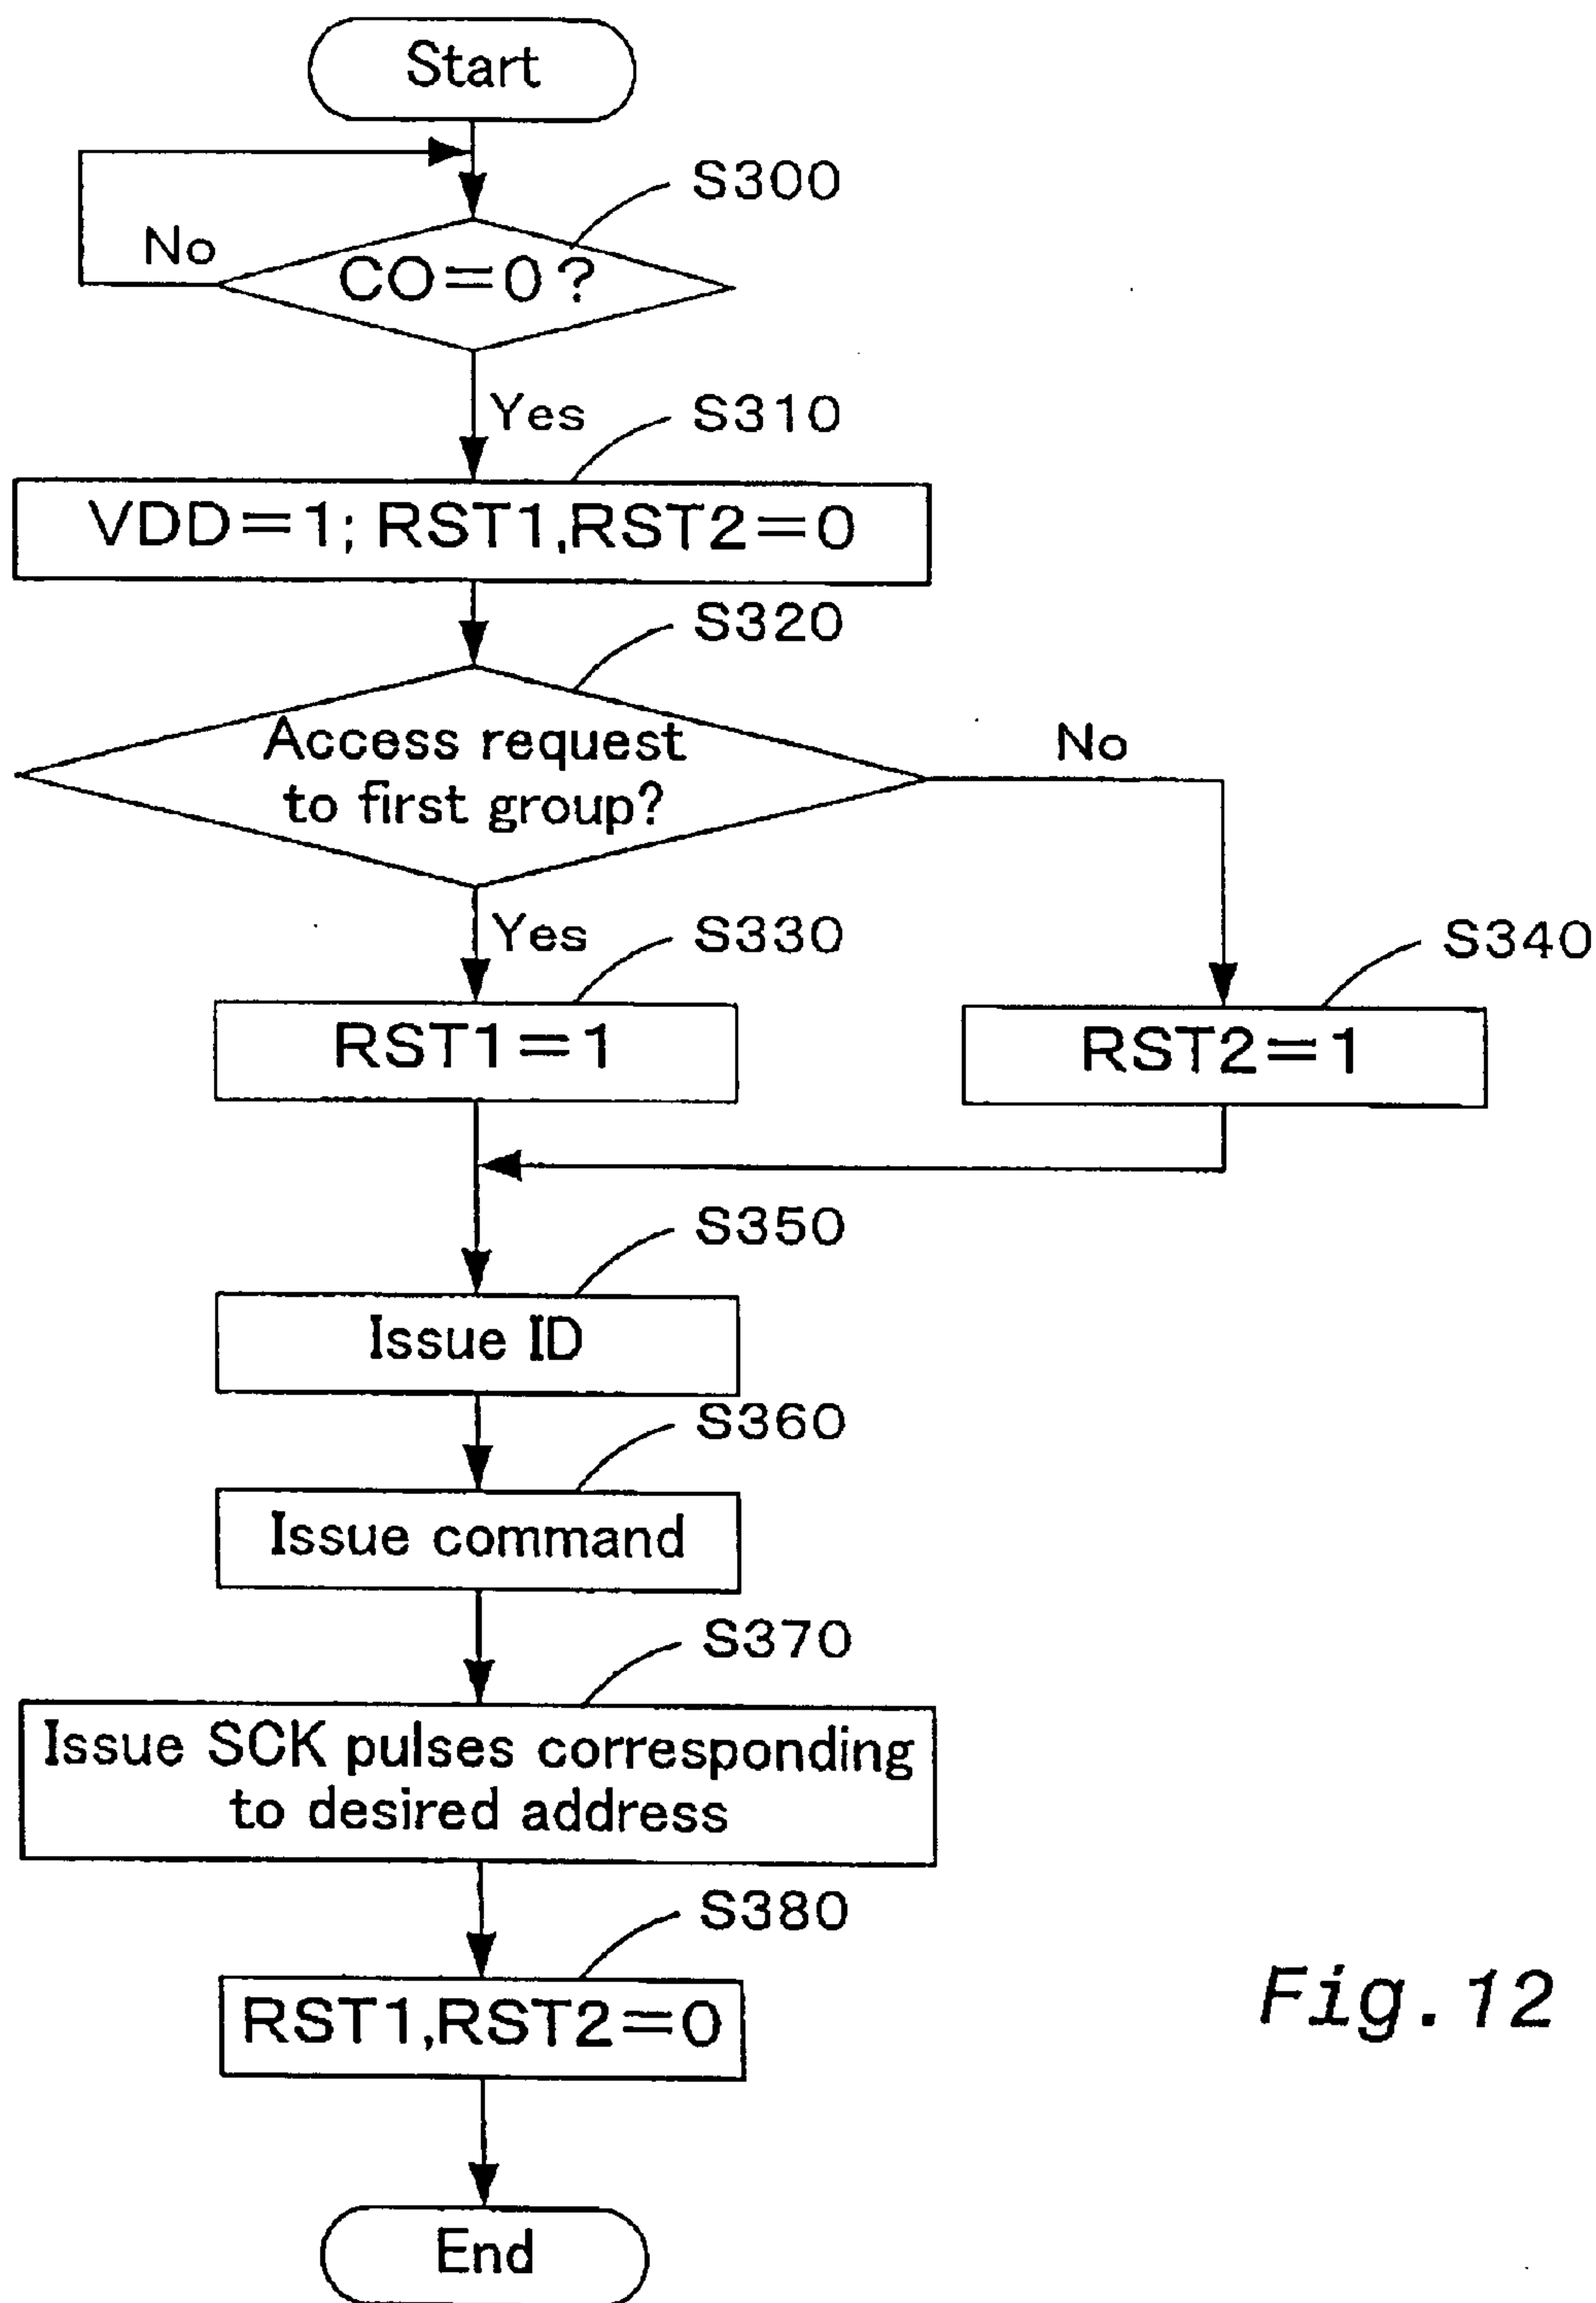 Start
S300
No
CO=0?
Yes
S310
VDD=1; RST1,RST2=0
S320
Access request
to first group?
No
Yes
S330
S340
RST1=1
RST2=1
S350
Issue ID
S360
Issue command
S370
Issue SCK pulses corresponding
to desired address
S380
RST1,RST2=0
Fig.12
End